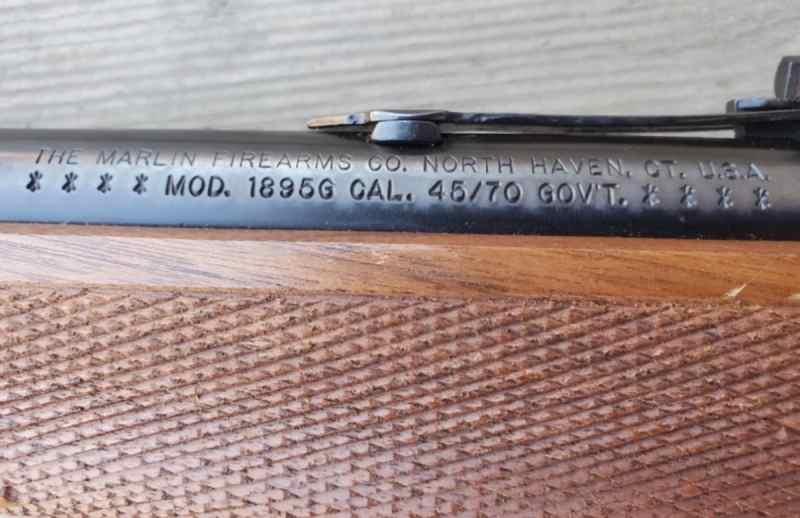 THE MARLIN FIREARMS CO. NORTH HAVEN, CT. U.S.A.
* * * * MOD. 1895G CAL. 45/70 GOV'T. * * * *